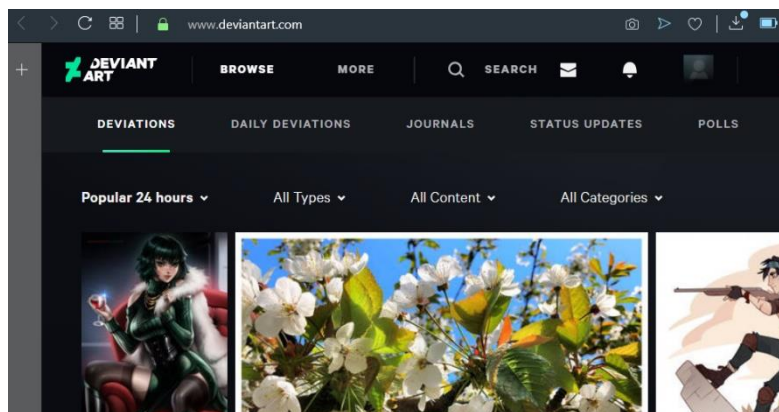 www.deviantart.com
DEVIANT ART
BROWSE
MORE
SEARCH
DEVIATIONS
DAILY DEVIATIONS
JOURNALS
STATUS UPDATES
POLLS
Popular 24 hours
All Types
All Content
All Categories